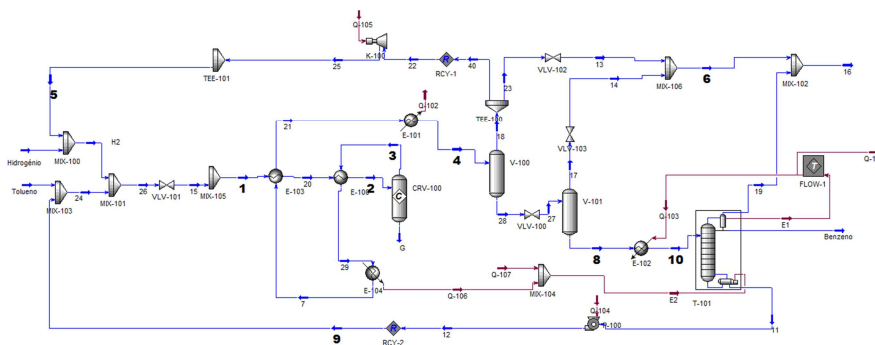 Q-105
K-100
TEE-101
25
22
RCY-1
40
23
VLV-102
13
14
MIX-106
6
MIX-102
16
5
21
E-101
Q-102
4
TEE-100
18
V-100
VLV-103
17
Hidrogénio
MIX-100
H2
3
Tolueno
MIX-103
24
MIX-101
26
VLV-101
15
MIX-105
1
E-103
20
2
CRV-100
C
28
VLV-100
27
V-101
Q-103
19
T
FLOW-1
Q-1
E1
Benzeno
8
E-102
10
G
29
E-104
7
Q-106
Q-107
MIX-104
E2
T-101
Q-104
9
R
RCY-2
12
11